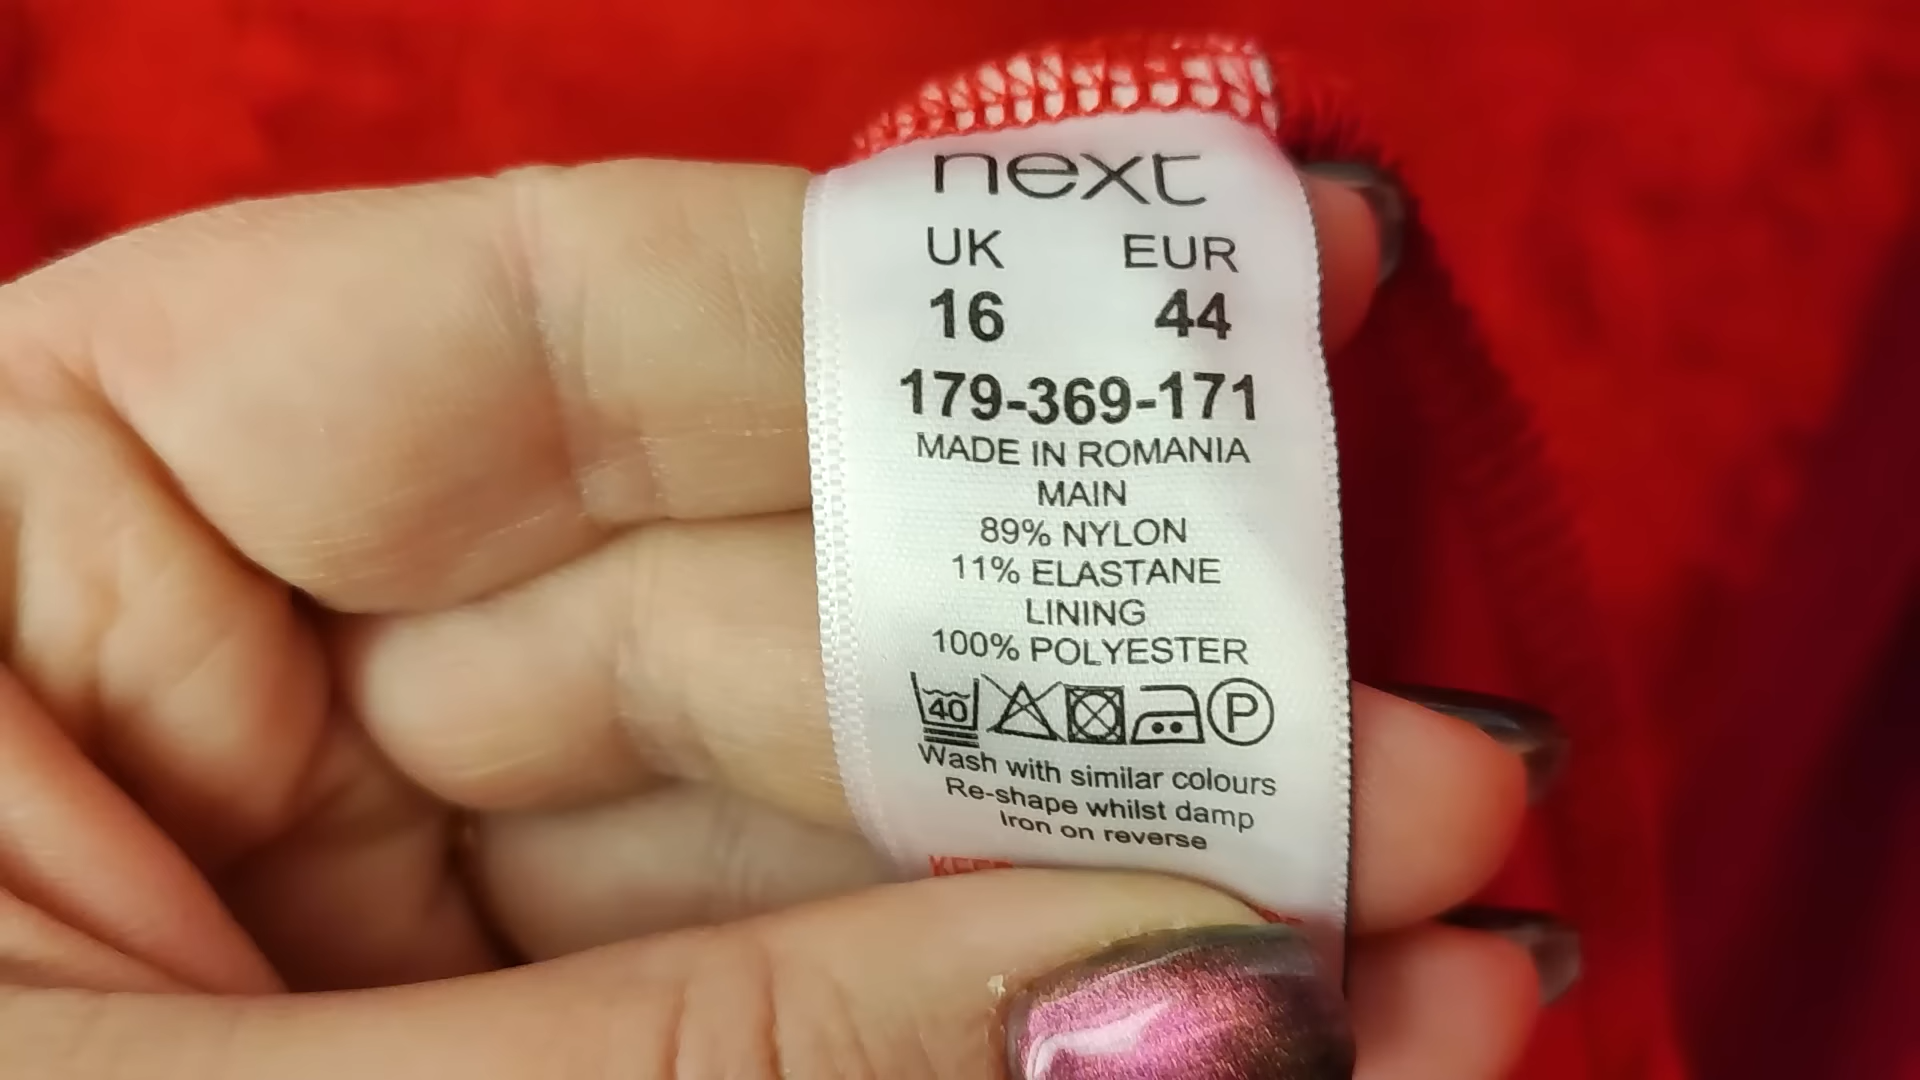 next
UK EUR
16 44
179-369-171
MADE IN ROMANIA
MAIN
89% NYLON
11% ELASTANE
LINING
100% POLYESTER
40 P
Wash with similar colours
Re-shape whilst damp
Iron on reverse